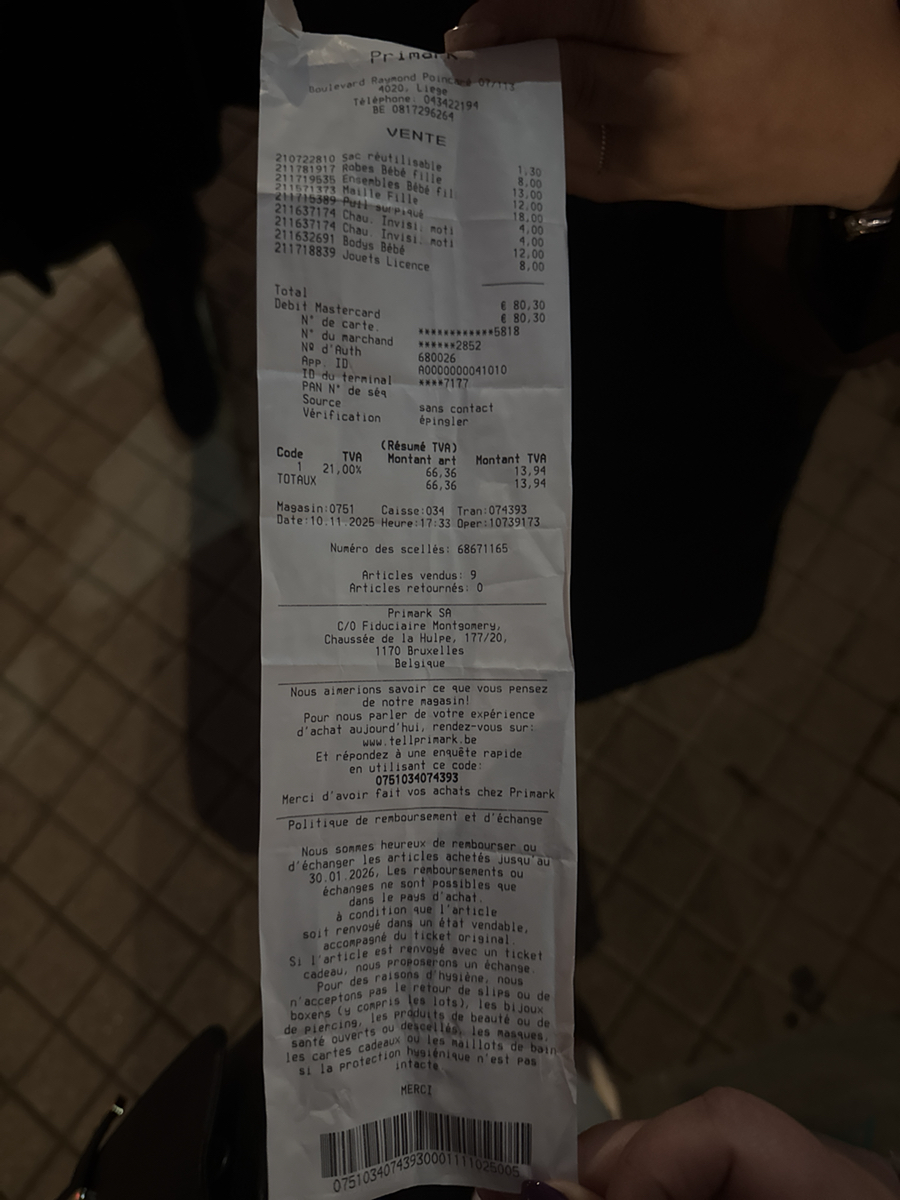 Primark
Boulevard Raymond Poincaré 07/113
4020, Liege
Téléphone: 043422194
BE 0817296264
VENTE
210722810 Sac réutilisable 1,30
211781917 Robes Bébé fille 8,00
211719535 Ensembles Bébé fil 13,00
211571373 Maille Fille 12,00
211715389 Pull surpiqué 18,00
211637174 Chau. Invisi. moti 4,00
211637174 Chau. Invisi. moti 4,00
211632691 Bodys Bébé 12,00
211718839 Jouets Licence 8,00
Total € 80,30
Debit Mastercard € 80,30
N° de carte. ************5818
N° du marchand ******2852
Nº d'Auth 680026
App. ID A0000000041010
ID du terminal ****7177
PAN N° de séq
Source sans contact
Vérification épingler
(Résumé TVA)
Code TVA Montant art Montant TVA
1 21,00% 66,36 13,94
TOTAUX 66,36 13,94
Magasin:0751 Caisse:034 Tran:074393
Date:10.11.2025 Heure:17:33 Oper:10739173
Numéro des scellés: 68671165
Articles vendus: 9
Articles retournés: 0
Primark SA
C/O Fiduciaire Montgomery,
Chaussée de la Hulpe, 177/20,
1170 Bruxelles
Belgique
Nous aimerions savoir ce que vous pensez
de notre magasin!
Pour nous parler de votre expérience
d'achat aujourd'hui, rendez-vous sur:
www.tellprimark.be
Et répondez à une enquête rapide
en utilisant ce code:
0751034074393
Merci d'avoir fait vos achats chez Primark
Politique de remboursement et d'échange
Nous sommes heureux de rembourser ou
d'échanger les articles achetés jusqu'au
30.01.2026, Les remboursements ou
échanges ne sont possibles que
dans le pays d'achat.
à condition que l'article
soit renvoyé dans un état vendable,
accompagné du ticket original.
Si l'article est renvoyé avec un ticket
cadeau, nous proposerons un échange.
Pour des raisons d'hygiène, nous
n'acceptons pas le retour de slips ou de
boxers (y compris les lots), les bijoux
de piercing, les produits de beauté ou de
santé ouverts ou descellés, les masques,
les cartes cadeaux ou les maillots de bain
si la protection hygiénique n'est pas
intacte
MERCI
07510340743930001111025005